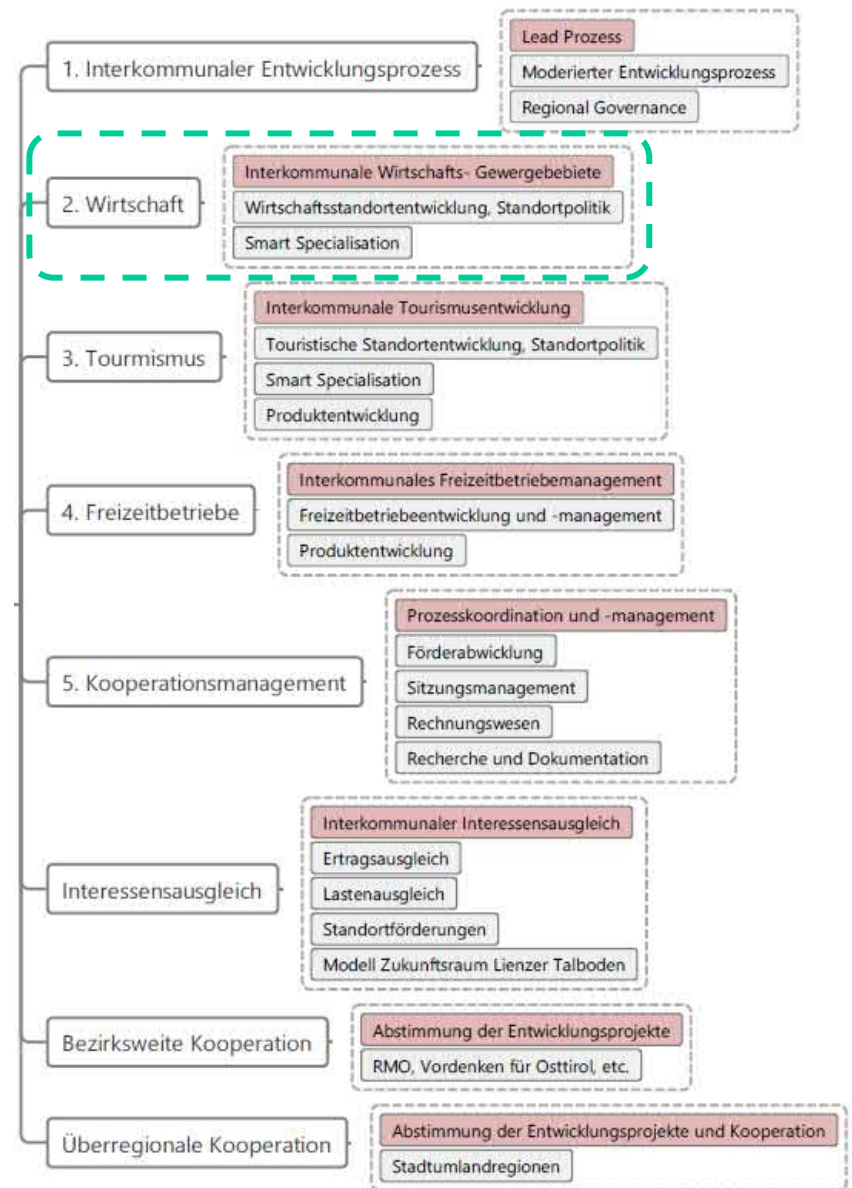 1. Interkommunaler Entwicklungsprozess
Lead Prozess
Moderierter Entwicklungsprozess
Regional Governance
2. Wirtschaft
Interkommunale Wirtschafts- Gewergebebiete
Wirtschaftsstandortentwicklung, Standortpolitik
Smart Specialisation
3. Tourmismus
Interkommunale Tourismusentwicklung
Touristische Standortentwicklung, Standortpolitik
Smart Specialisation
Produktentwicklung
4. Freizeitbetriebe
Interkommunales Freizeitbetriebemanagement
Freizeitbetriebeentwicklung und -management
Produktentwicklung
5. Kooperationsmanagement
Prozesskoordination und -management
Förderabwicklung
Sitzungsmanagement
Rechnungswesen
Recherche und Dokumentation
Interessensausgleich
Interkommunaler Interessensausgleich
Ertragsausgleich
Lastenausgleich
Standortförderungen
Modell Zukunftsraum Lienzer Talboden
Bezirksweite Kooperation
Abstimmung der Entwicklungsprojekte
RMO, Vordenken für Osttirol, etc.
Überregionale Kooperation
Abstimmung der Entwicklungsprojekte und Kooperation
Stadtumlandregionen